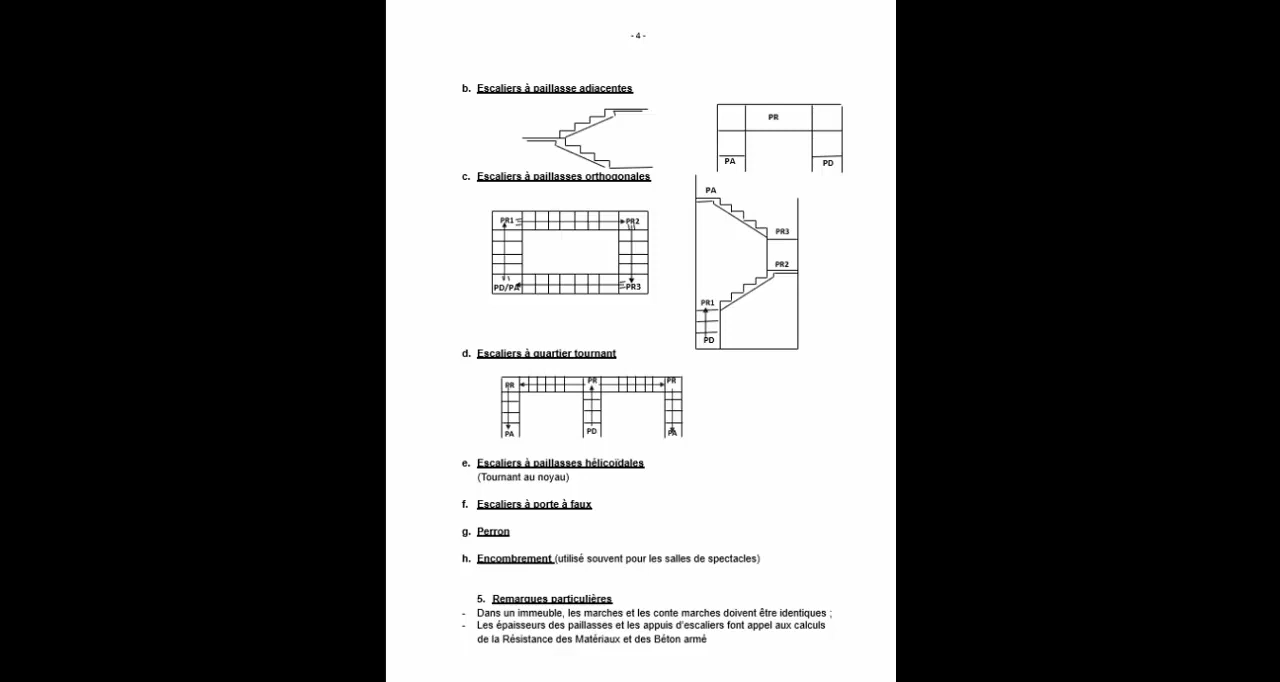 - 4 -
b. Escaliers à paillasse adjacentes
PR
PA
PD
c. Escaliers à paillasses orthogonales
PR1
PR2
PD/PA
PR3
PA
PR3
PR2
PR1
PD
d. Escaliers à quartier tournant
PR
PR
PR
PA
PD
PA
e. Escaliers à paillasses hélicoïdales
(Tournant au noyau)
f. Escaliers à porte à faux
g. Perron
h. Encombrement (utilisé souvent pour les salles de spectacles)
5. Remarques particulières
- Dans un immeuble, les marches et les conte marches doivent être identiques ;
- Les épaisseurs des paillasses et les appuis d'escaliers font appel aux calculs
de la Résistance des Matériaux et des Béton armé